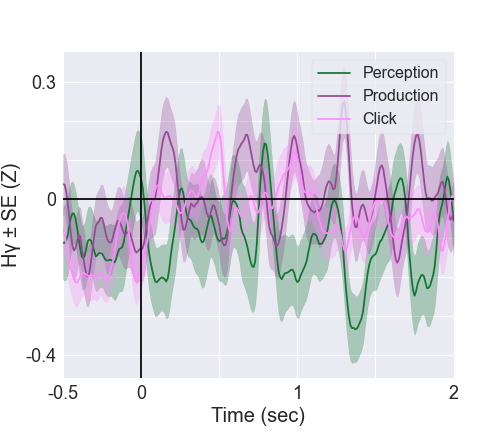 Perception
Production
Click
0.3
0
-0.4
Hγ ± SE (Z)
-0.5
0
1
2
Time (sec)